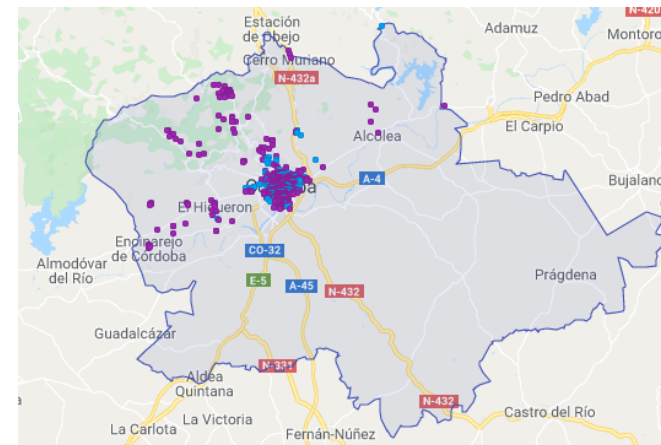 N-420
Estación
de Obejo
Adamuz
Montoro
Cerro Muriano
N-432a
Pedro Abad
Alcolea
El Carpio
A-4
Bujalance
El Higueron
Encinarejo
de Córdoba
CO-32
Almodóvar
del Río
E-5
A-45
N-432
Prágdena
Guadalcázar
N-331
Aldea
Quintana
N-432
Castro del Río
La Victoria
La Carlota
Fernán-Núñez